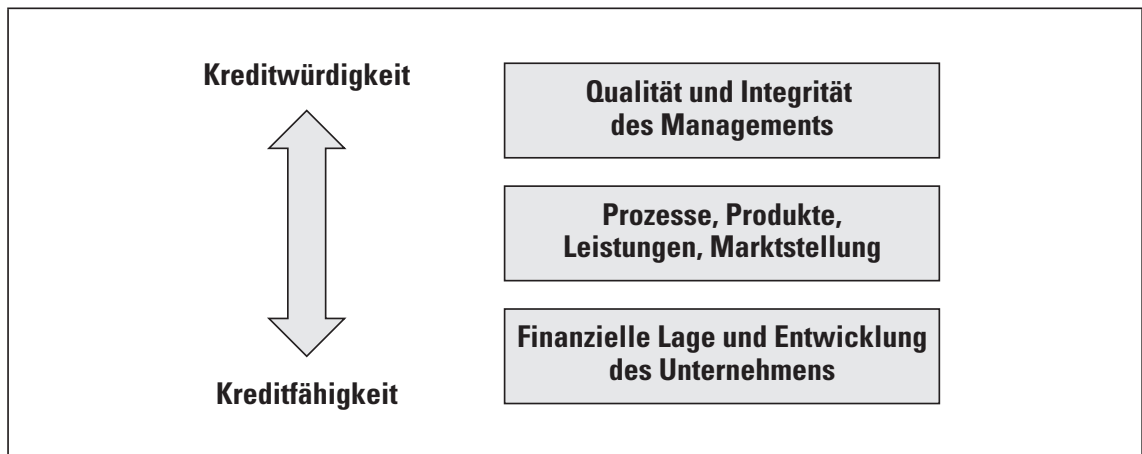 Kreditwürdigkeit
Qualität und Integrität
des Managements
Prozesse, Produkte,
Leistungen, Marktstellung
Finanzielle Lage und Entwicklung
des Unternehmens
Kreditfähigkeit